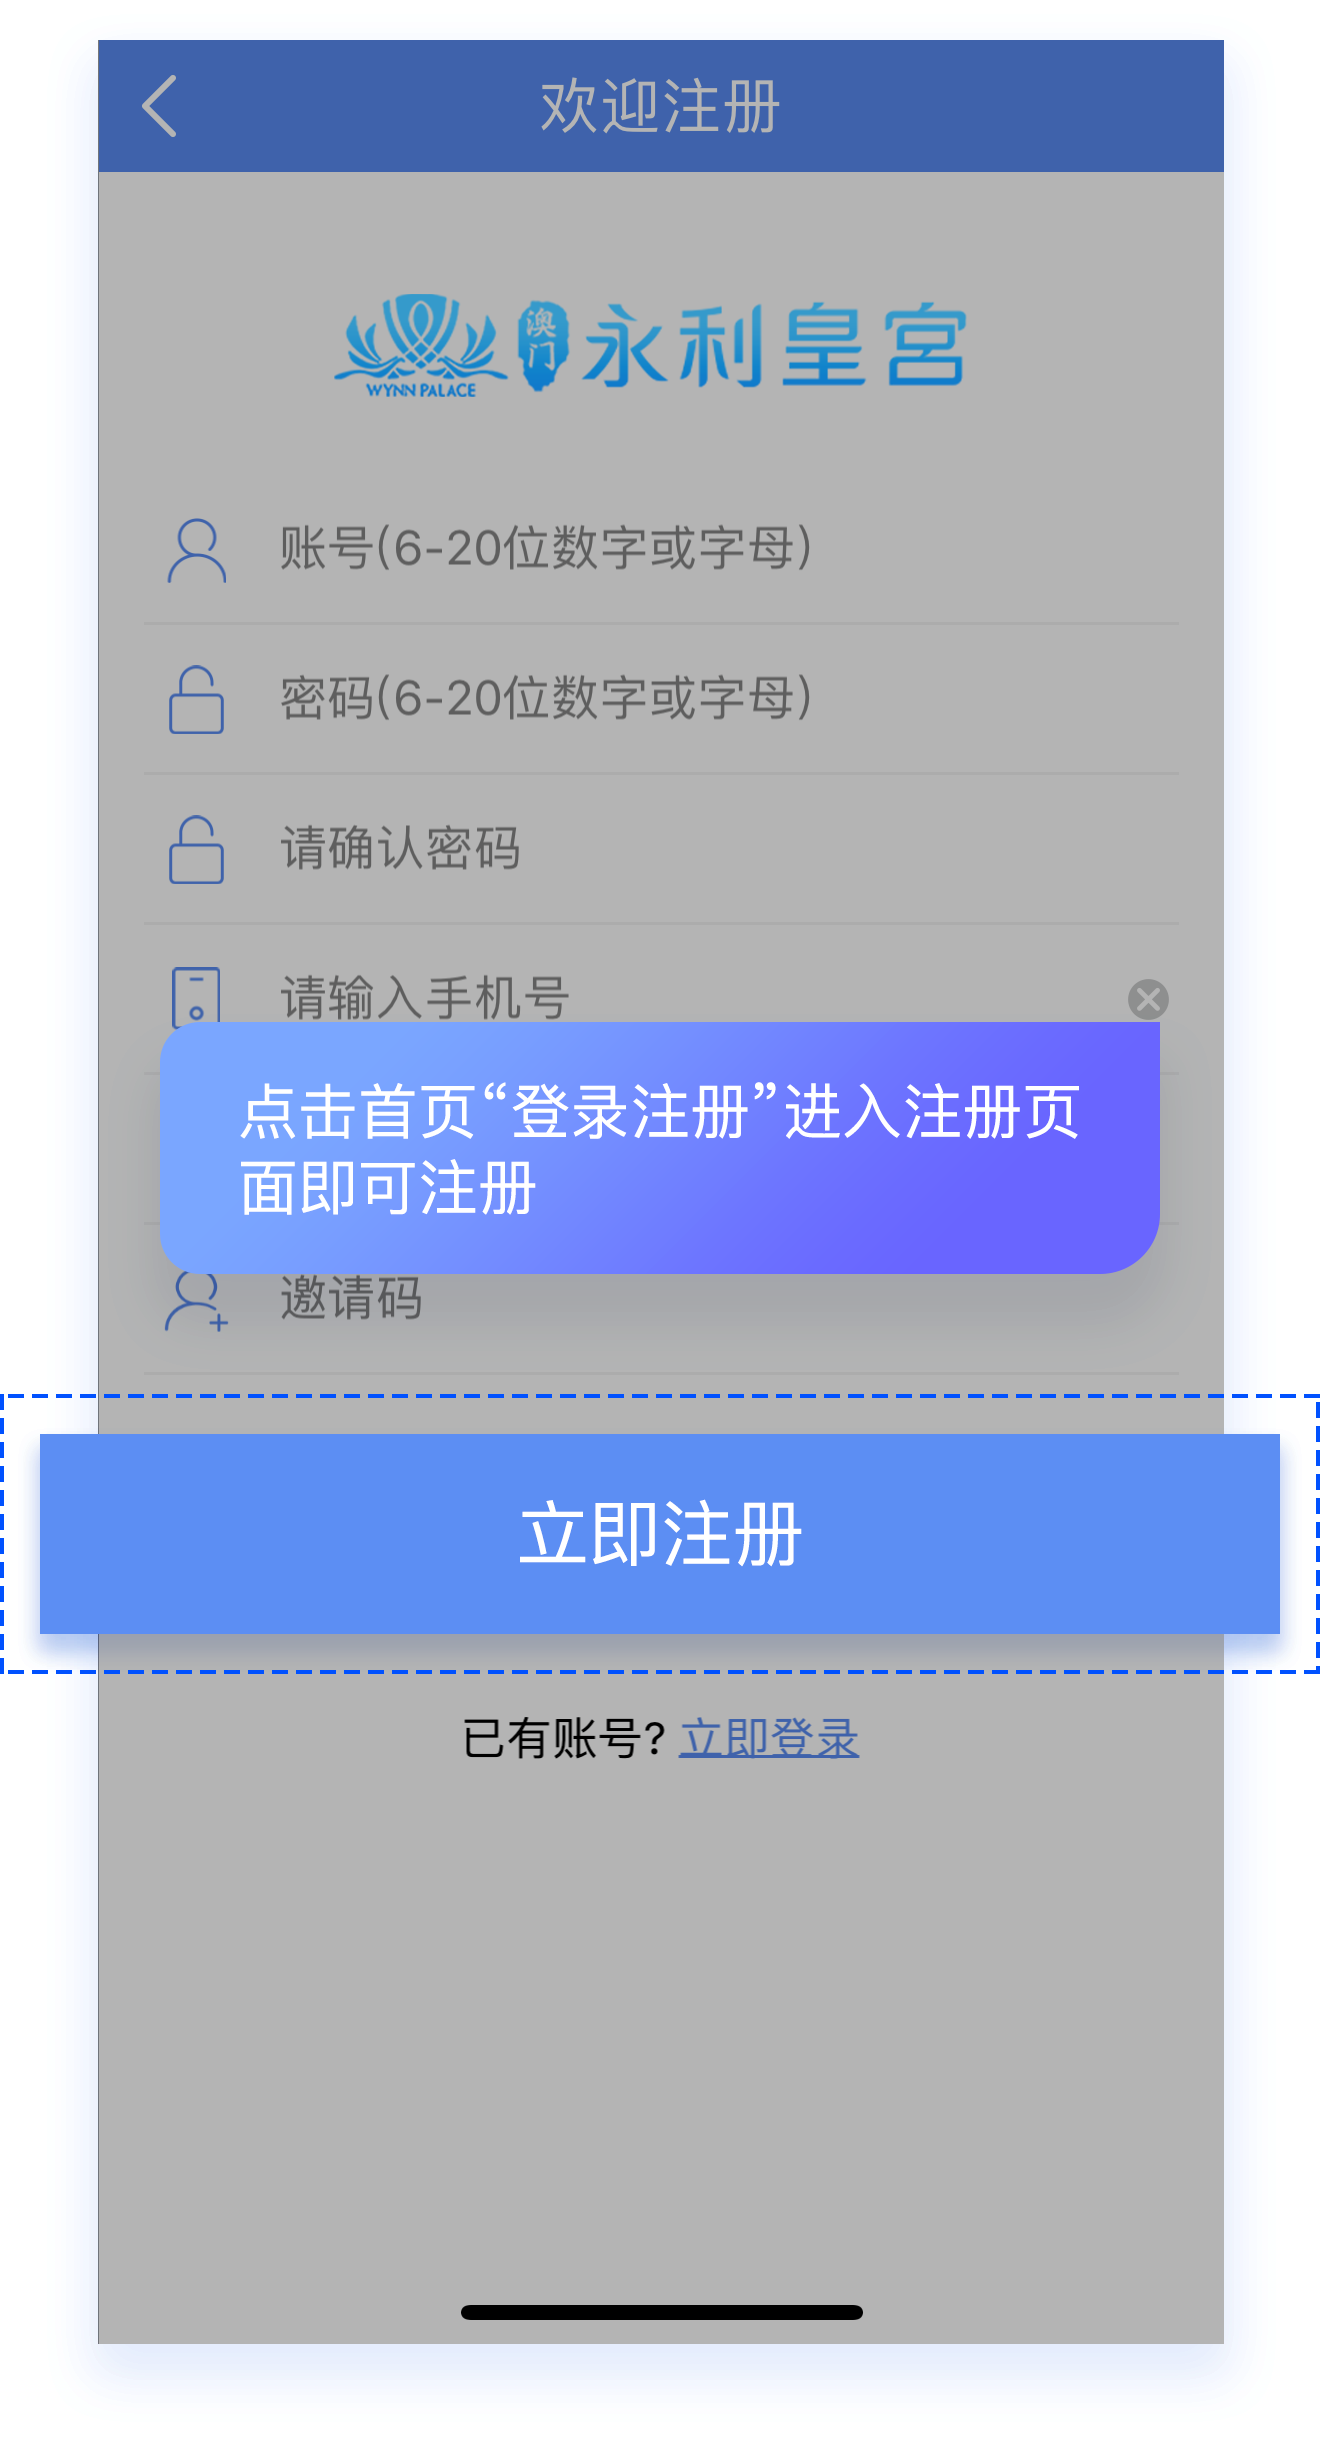 欢迎注册
WYNN PALACE
澳门
永利皇宫
账号(6-20位数字或字母)
密码(6-20位数字或字母)
请确认密码
请输入手机号
点击首页“登录注册”进入注册页
面即可注册
邀请码
立即注册
已有账号? 立即登录